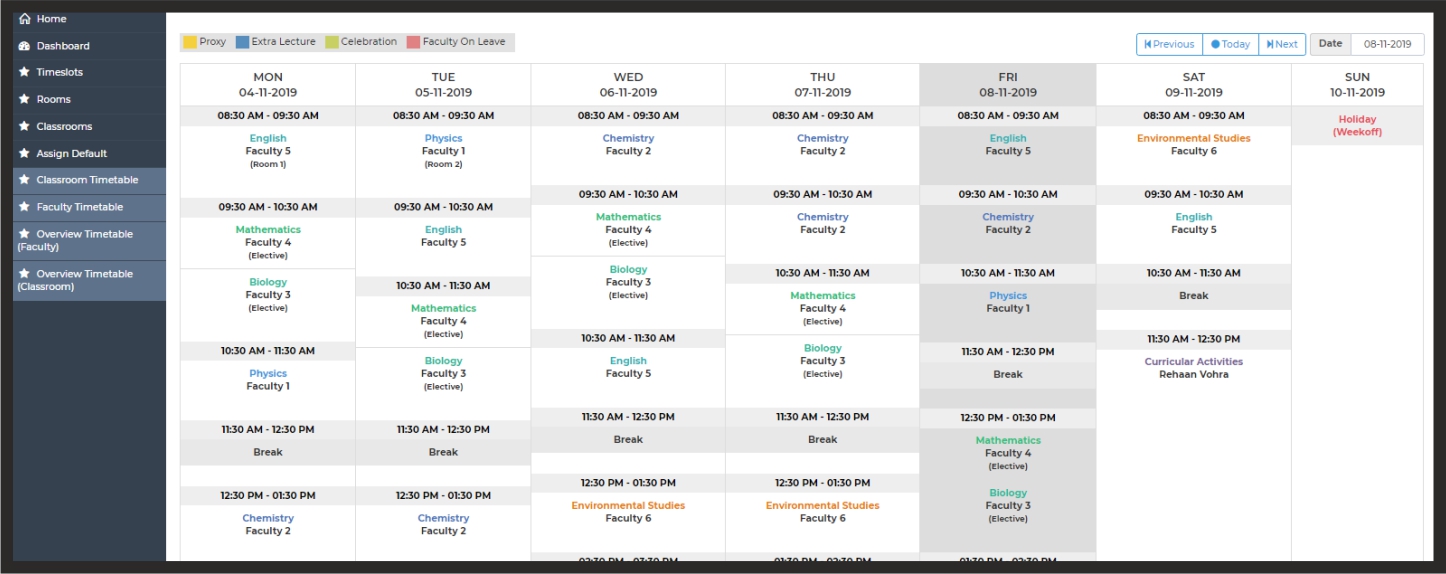 Home
Dashboard
Timeslots
Rooms
Classrooms
Assign Default
Classroom Timetable
Faculty Timetable
Overview Timetable
(Faculty)
Overview Timetable
(Classroom)
Proxy Extra Lecture Celebration Faculty On Leave
Previous Today Next Date 08-11-2019
MON
04-11-2019
08:30 AM - 09:30 AM
English
Faculty 5
(Room 1)
09:30 AM - 10:30 AM
Mathematics
Faculty 4
(Elective)
Biology
Faculty 3
(Elective)
10:30 AM - 11:30 AM
Physics
Faculty 1
11:30 AM - 12:30 PM
Break
12:30 PM - 01:30 PM
Chemistry
Faculty 2
TUE
05-11-2019
08:30 AM - 09:30 AM
Physics
Faculty 1
(Room 2)
09:30 AM - 10:30 AM
English
Faculty 5
10:30 AM - 11:30 AM
Mathematics
Faculty 4
(Elective)
Biology
Faculty 3
(Elective)
11:30 AM - 12:30 PM
Break
12:30 PM - 01:30 PM
Chemistry
Faculty 2
WED
06-11-2019
08:30 AM - 09:30 AM
Chemistry
Faculty 2
09:30 AM - 10:30 AM
Mathematics
Faculty 4
(Elective)
Biology
Faculty 3
(Elective)
10:30 AM - 11:30 AM
English
Faculty 5
11:30 AM - 12:30 PM
Break
12:30 PM - 01:30 PM
Environmental Studies
Faculty 6
THU
07-11-2019
08:30 AM - 09:30 AM
Chemistry
Faculty 2
09:30 AM - 10:30 AM
Chemistry
Faculty 2
10:30 AM - 11:30 AM
Mathematics
Faculty 4
(Elective)
Biology
Faculty 3
(Elective)
11:30 AM - 12:30 PM
Break
12:30 PM - 01:30 PM
Environmental Studies
Faculty 6
FRI
08-11-2019
08:30 AM - 09:30 AM
English
Faculty 5
09:30 AM - 10:30 AM
Chemistry
Faculty 2
10:30 AM - 11:30 AM
Physics
Faculty 1
11:30 AM - 12:30 PM
Break
12:30 PM - 01:30 PM
Mathematics
Faculty 4
(Elective)
Biology
Faculty 3
(Elective)
SAT
09-11-2019
08:30 AM - 09:30 AM
Environmental Studies
Faculty 6
09:30 AM - 10:30 AM
English
Faculty 5
10:30 AM - 11:30 AM
Break
11:30 AM - 12:30 PM
Curricular Activities
Rehaan Vohra
SUN
10-11-2019
Holiday
(Weekoff)